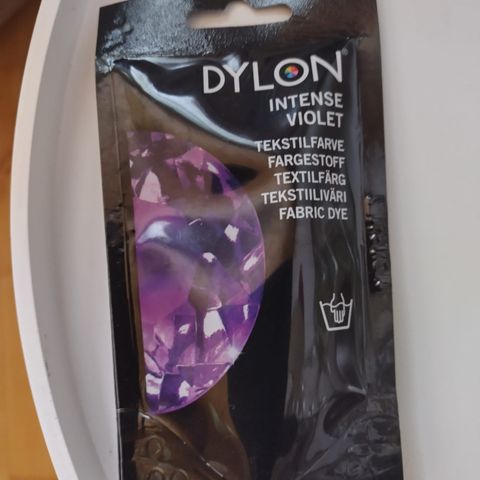 DYLON®
INTENSE
VIOLET
TEKSTILFARVE
FARGESTOFF
TEXTILFÄRG
TEKSTIILIVÄRI
FABRIC DYE